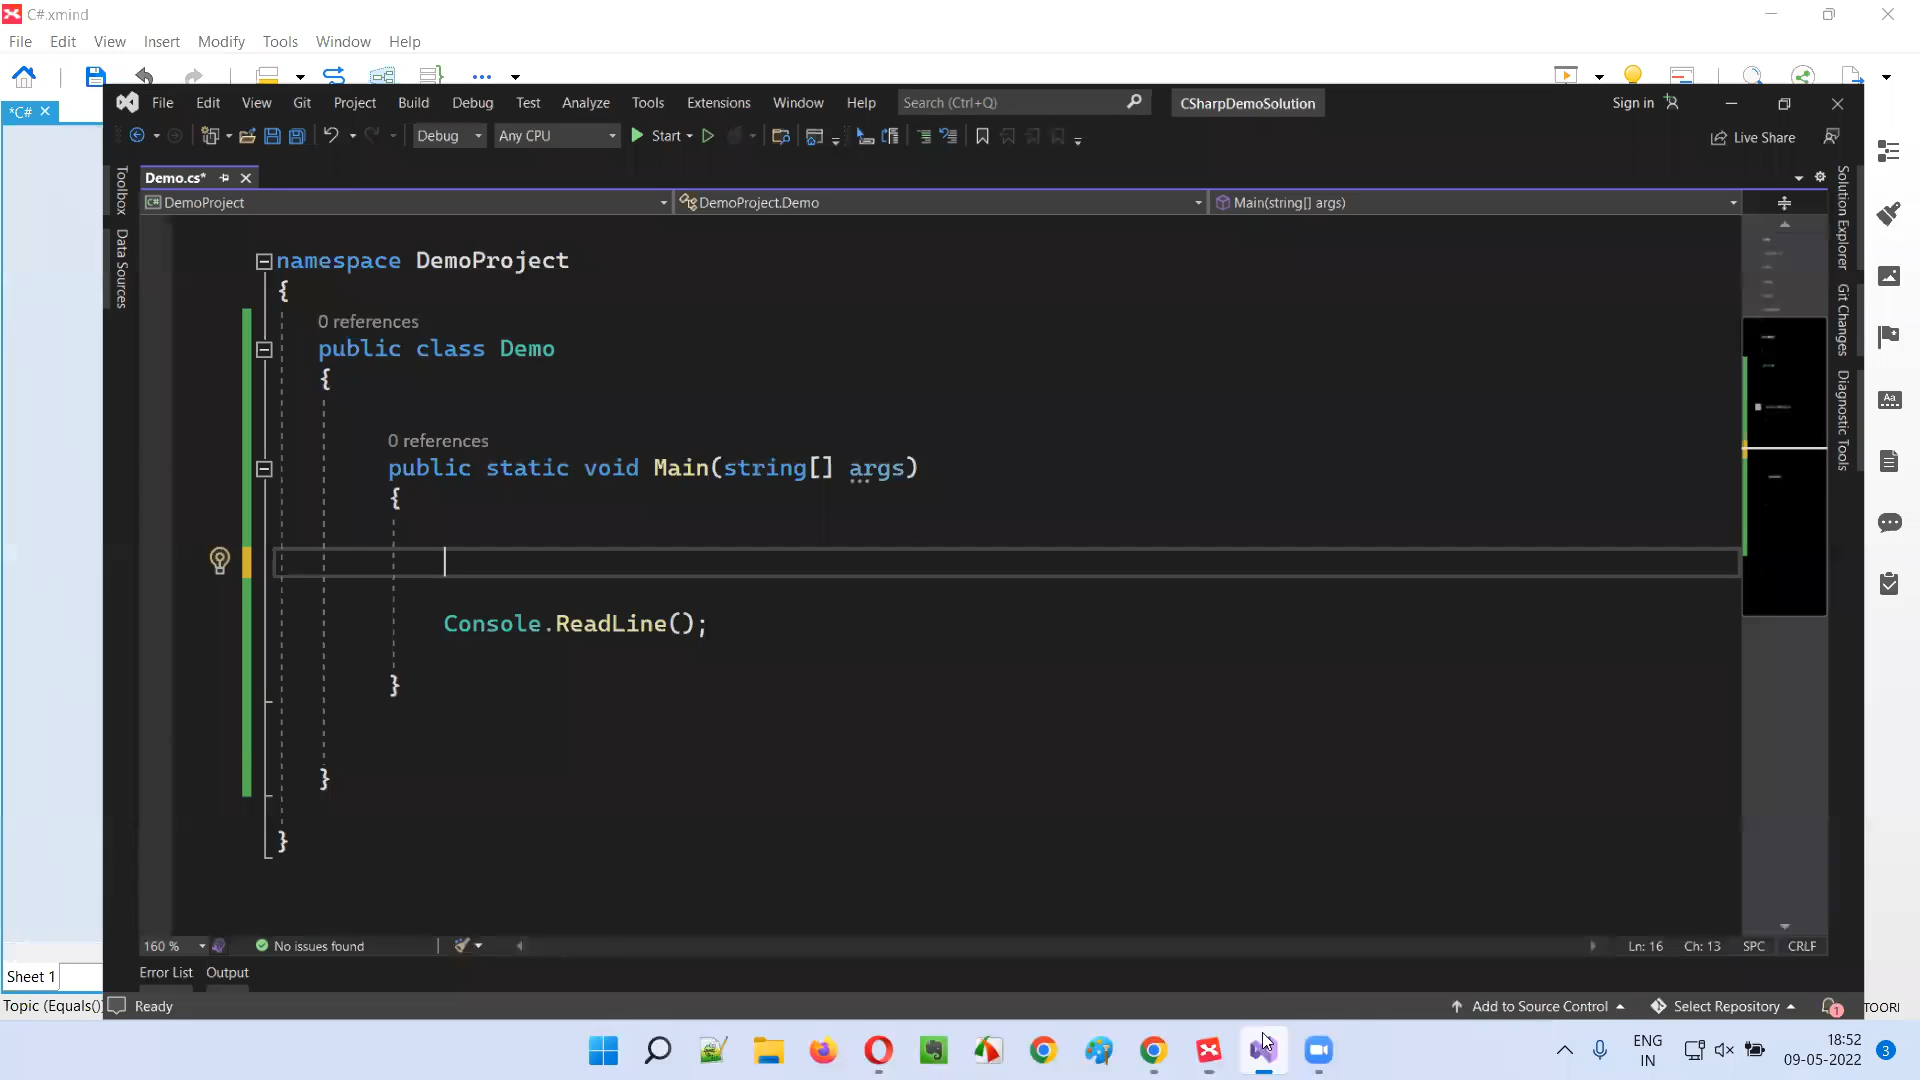 C#.xmind
File Edit View Insert Modify Tools Window Help
*C#
File Edit View Git Project Build Debug Test Analyze Tools Extensions Window Help Search (Ctrl+Q) CSharpDemoSolution Sign in
Debug Any CPU Start Live Share
Toolbox
Data Sources
Demo.cs*
DemoProject DemoProject.Demo Main(string[] args)
Solution Explorer
Git Changes
Diagnostic Tools
namespace DemoProject
{
0 references
public class Demo
{
0 references
public static void Main(string[] args)
{
Console.ReadLine();
}
}
}
160 % No issues found Ln: 16 Ch: 13 SPC CRLF
Error List Output
Sheet 1
Topic (Equals()
Ready Add to Source Control Select Repository 1
ENG
IN
18:52
09-05-2022
3